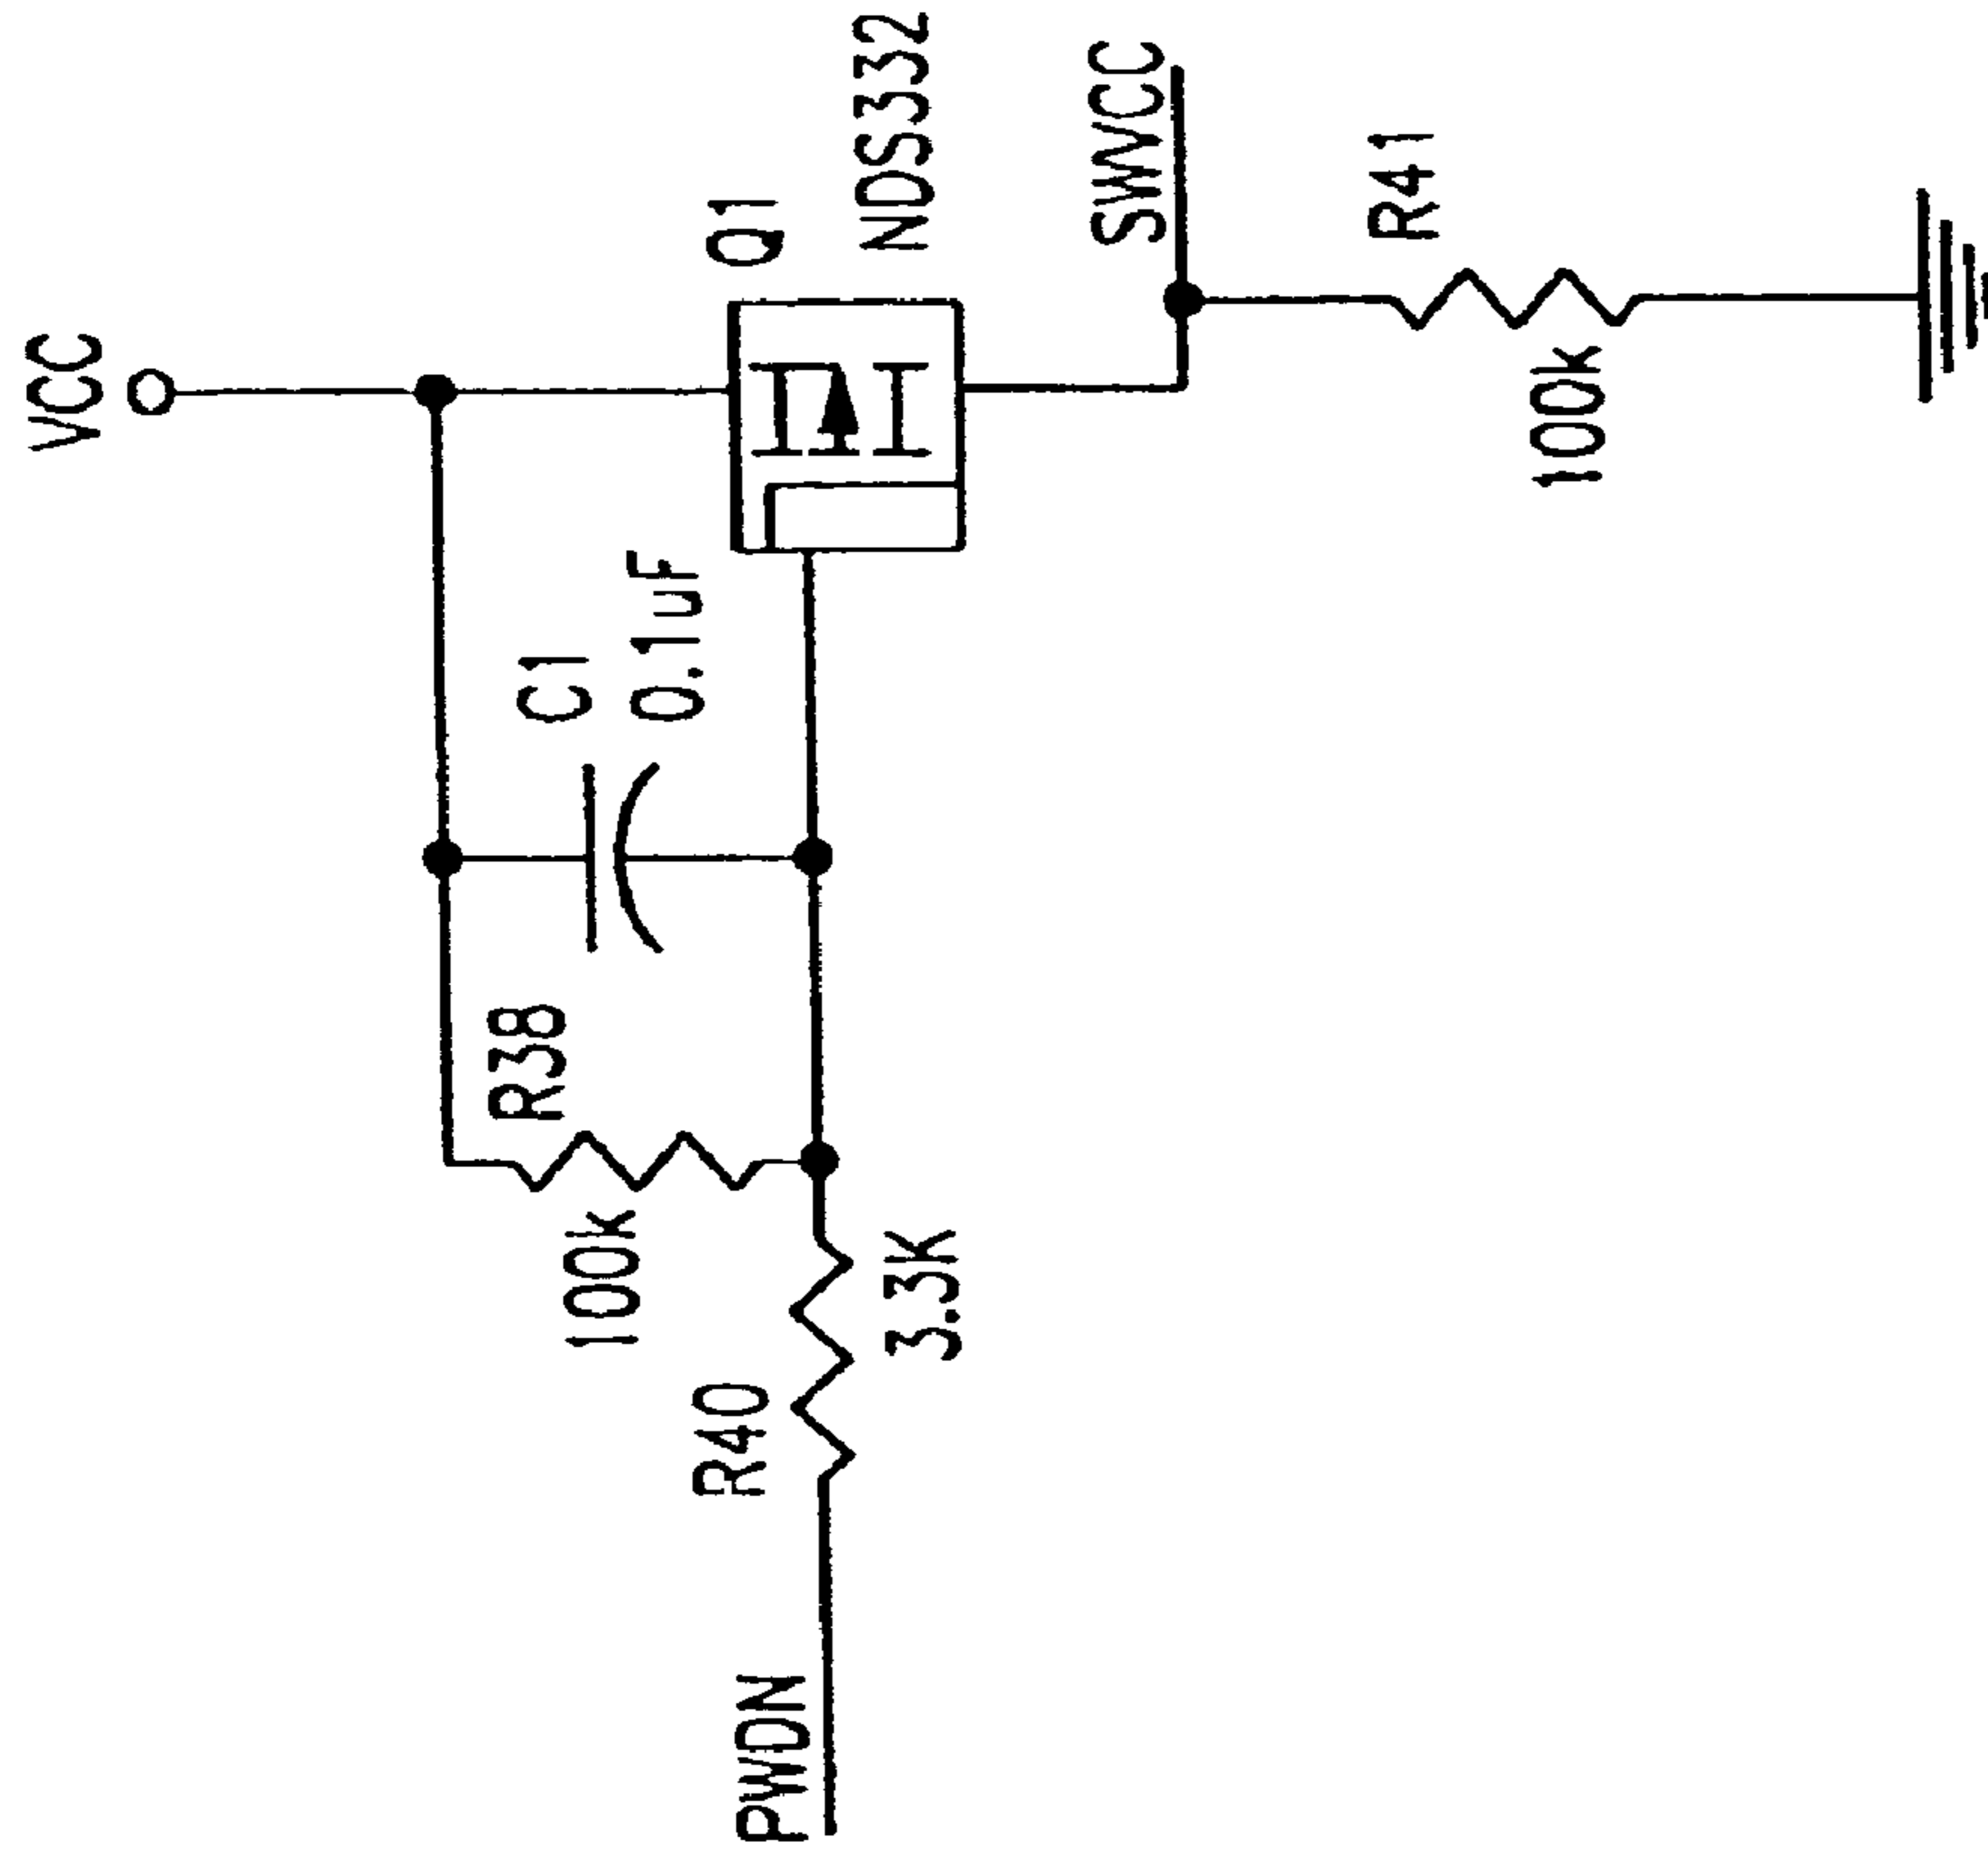 VCC
Q1
NDS332
SWVCC
C1
0.1uF
R38
100k
R40
3.3K
PWDN
R41
100k